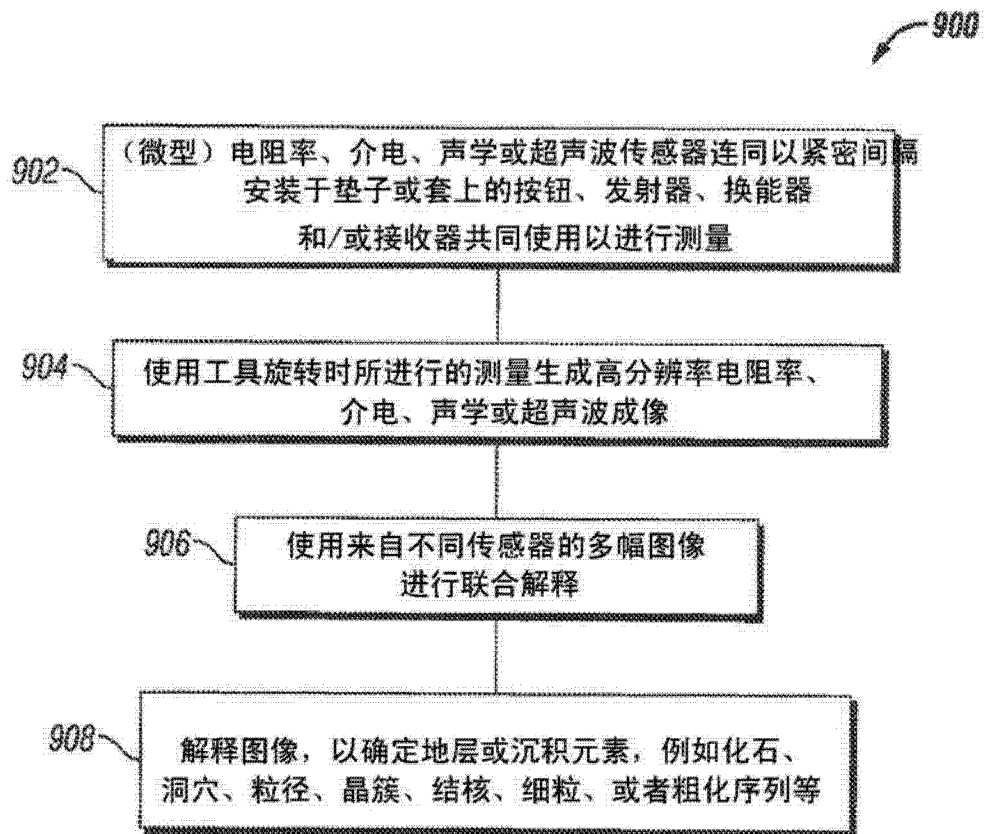 900
902
（微型）电阻率、介电、声学或超声波传感器连同以紧密间隔
安装于垫子或套上的按钮、发射器、换能器
和/或接收器共同使用以进行测量
904
使用工具旋转时所进行的测量生成高分辨率电阻率、
介电、声学或超声波成像
906
使用来自不同传感器的多幅图像
进行联合解释
908
解释图像，以确定地层或沉积元素，例如化石、
洞穴、粒径、晶簇、结核、细粒、或者粗化序列等